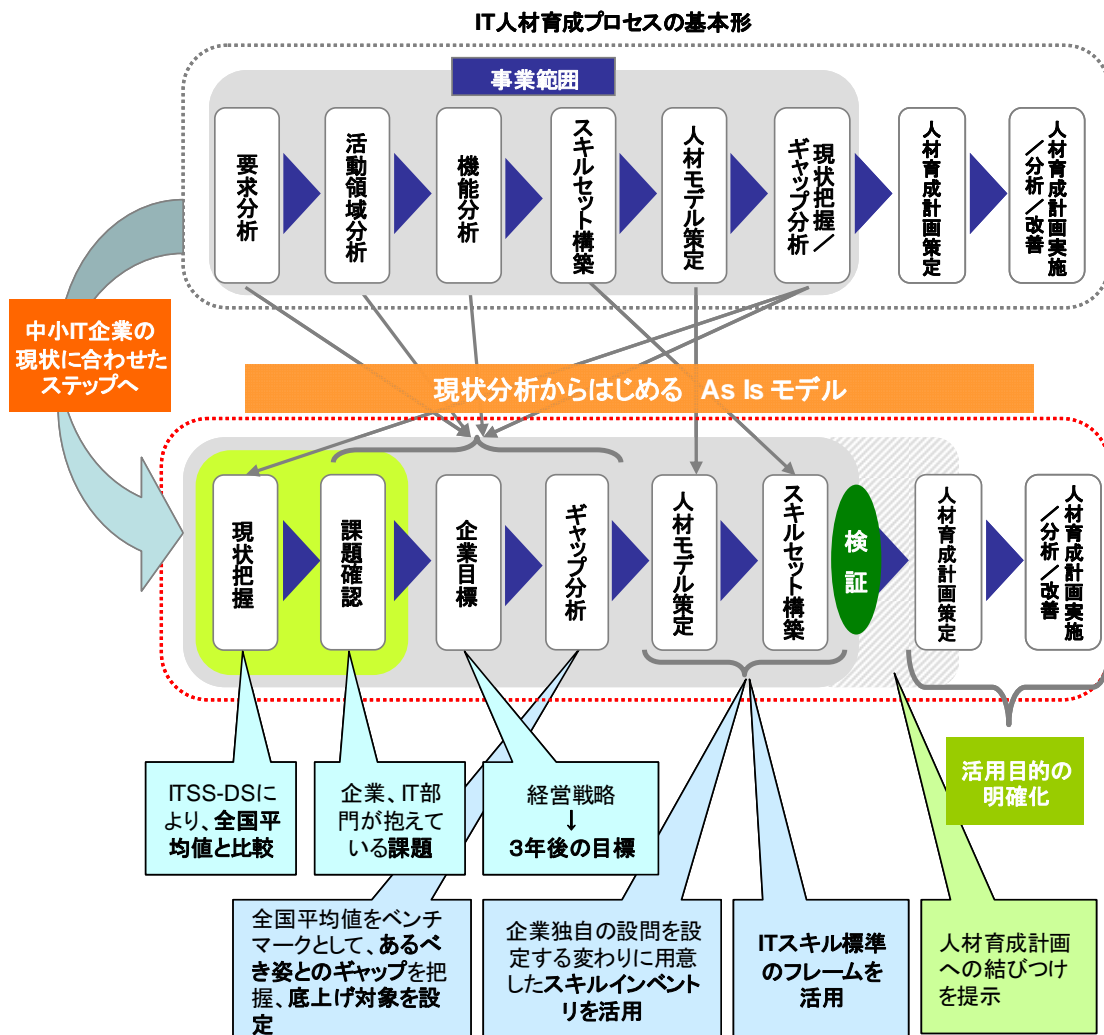 IT人材育成プロセスの基本形
事業範囲
要求分析
活動領域分析
機能分析
スキルセット構築
人材モデル策定
現状把握／
ギャップ分析
人材育成計画策定
人材育成計画実施
／分析／改善
中小IT企業の
現状に合わせた
ステップへ
現状分析からはじめる As Is モデル
現状把握
課題確認
企業目標
ギャップ分析
人材モデル策定
スキルセット構築
検証
人材育成計画策定
人材育成計画実施
／分析／改善
ITSS-DSに
より、全国平
均値と比較
企業、IT部
門が抱えて
いる課題
経営戦略
↓
３年後の目標
活用目的の
明確化
全国平均値をベンチ
マークとして、あるべ
き姿とのギャップを把
握、底上げ対象を設
定
企業独自の設問を設
定する変わりに用意
したスキルインベント
リを活用
ITスキル標準
のフレームを
活用
人材育成計画
への結びつけ
を提示